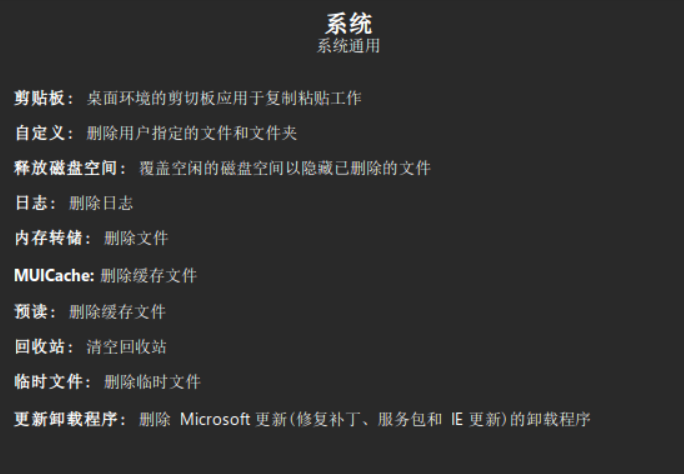 系统
系统通用
剪贴板： 桌面环境的剪切板应用于复制粘贴工作
自定义： 删除用户指定的文件和文件夹
释放磁盘空间： 覆盖空闲的磁盘空间以隐藏已删除的文件
日志： 删除日志
内存转储： 删除文件
MUICache: 删除缓存文件
预读： 删除缓存文件
回收站： 清空回收站
临时文件： 删除临时文件
更新卸载程序： 删除 Microsoft 更新(修复补丁、服务包和 IE 更新)的卸载程序